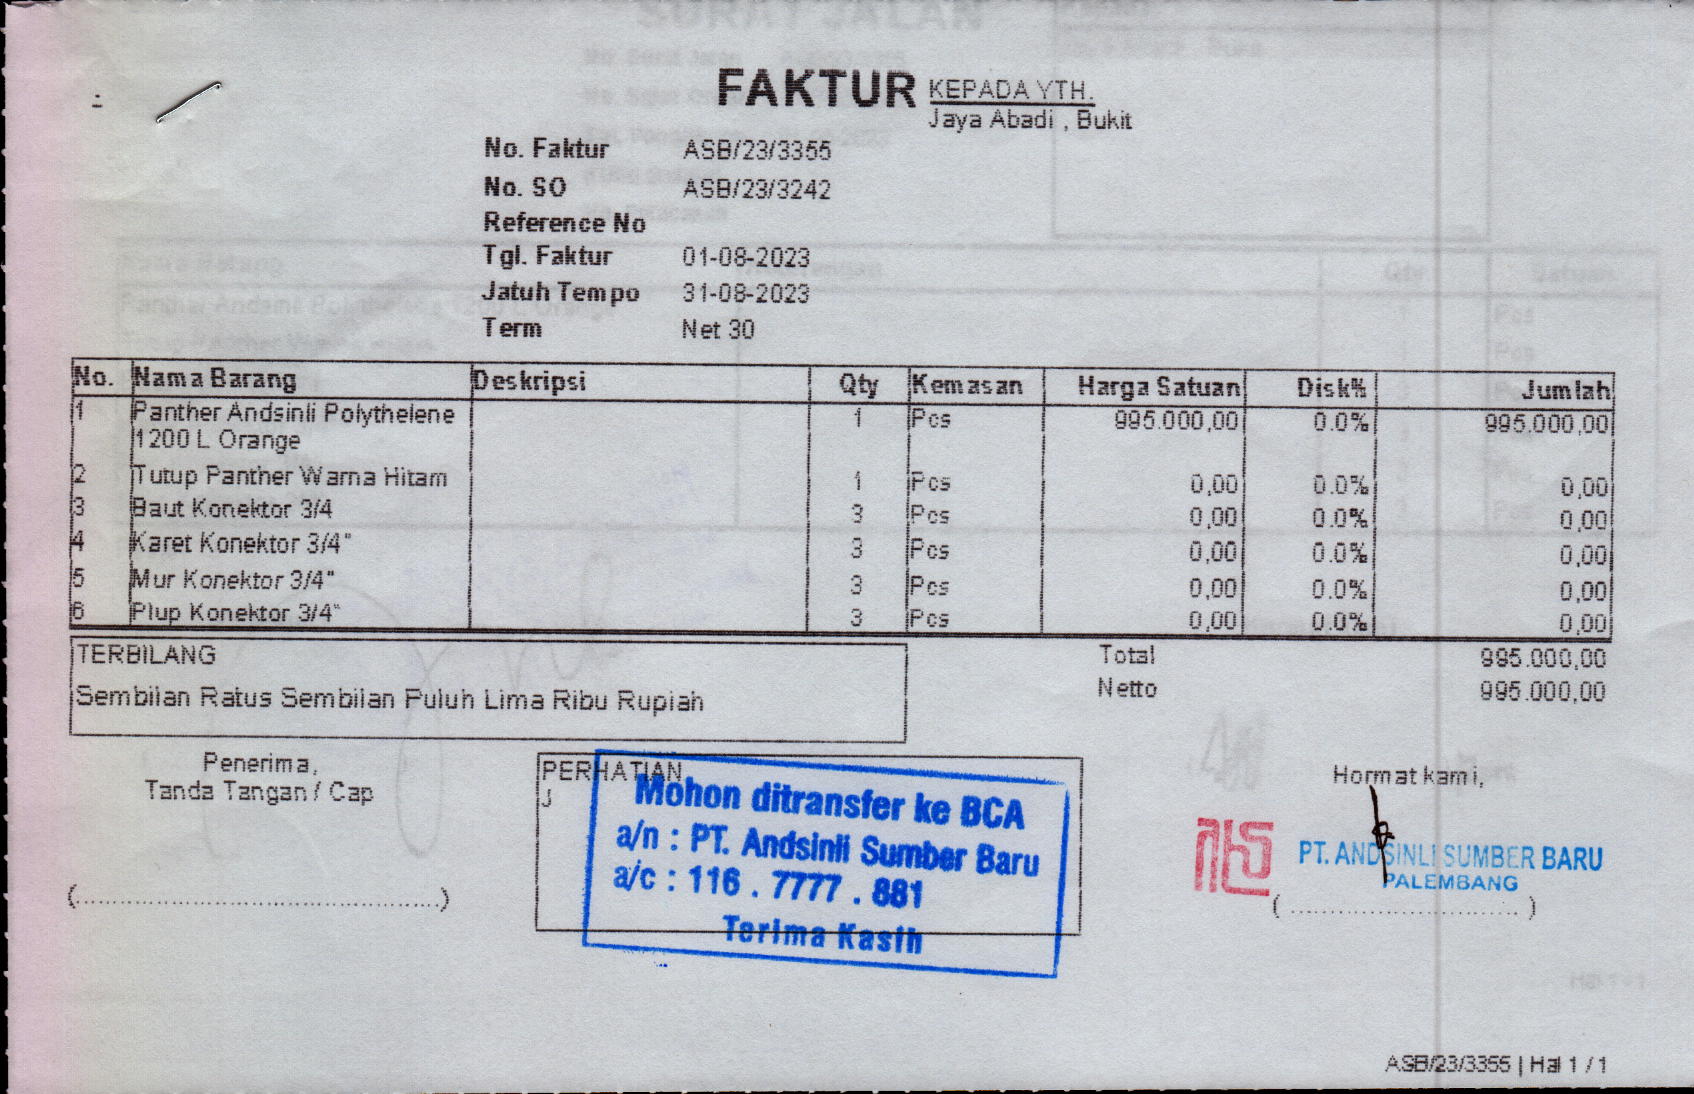 FAKTUR
KEPADA YTH.
Jaya Abadi , Bukit
No. Faktur ASB/23/3355
No. SO ASB/23/3242
Reference No
Tgl. Faktur 01-08-2023
Jatuh Tempo 31-08-2023
Term Net 30
No. Nama Barang Deskripsi Qty Kemasan Harga Satuan Disk% Jumlah
1 Panther Andsinli Polythelene 1 Pcs 995.000,00 0.0% 995.000,00
1200 L Orange
2 Tutup Panther Warna Hitam 1 Pcs 0,00 0.0% 0,00
3 Baut Konektor 3/4 3 Pcs 0,00 0.0% 0,00
4 Karet Konektor 3/4" 3 Pcs 0,00 0.0% 0,00
5 Mur Konektor 3/4" 3 Pcs 0,00 0.0% 0,00
6 Plup Konektor 3/4" 3 Pcs 0,00 0.0% 0,00
TERBILANG
Sembilan Ratus Sembilan Puluh Lima Ribu Rupiah
Total 995.000,00
Netto 995.000,00
Penerima,
Tanda Tangan / Cap
(............................................)
PERHATIAN
J
Mohon ditransfer ke BCA
a/n : PT. Andsinli Sumber Baru
a/c : 116 . 7777 . 881
Terima Kasih
Hormat kami,
PT. ANDSINLI SUMBER BARU
PALEMBANG
( ............................ )
ASB/23/3355 | Hal 1 / 1